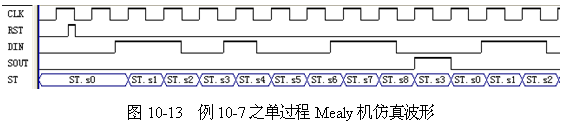 CLK
RST
DIN
SOUT
ST ST.s0 ST.s1 ST.s2 ST.s3 ST.s4 ST.s5 ST.s6 ST.s7 ST.s8 ST.s3 ST.s0 ST.s1 ST.s2
图 10-13 例 10-7 之单过程 Mealy 机仿真波形